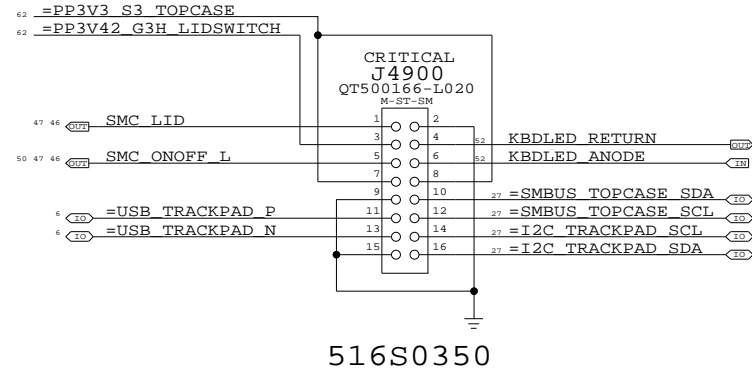 62 =PP3V3_S3_TOPCASE
62 =PP3V42_G3H_LIDSWITCH
CRITICAL
J4900
QT500166-L020
M-ST-SM
47 46 OUT SMC_LID 1 2
3 4 52 KBDLED_RETURN OUT
50 47 46 OUT SMC_ONOFF_L 5 6 52 KBDLED_ANODE IN
7 8
9 10 27 =SMBUS_TOPCASE_SDA IO
6 IO =USB_TRACKPAD_P 11 12 27 =SMBUS_TOPCASE_SCL IO
6 IO =USB_TRACKPAD_N 13 14 27 =I2C_TRACKPAD_SCL IO
15 16 27 =I2C_TRACKPAD_SDA IO
516S0350